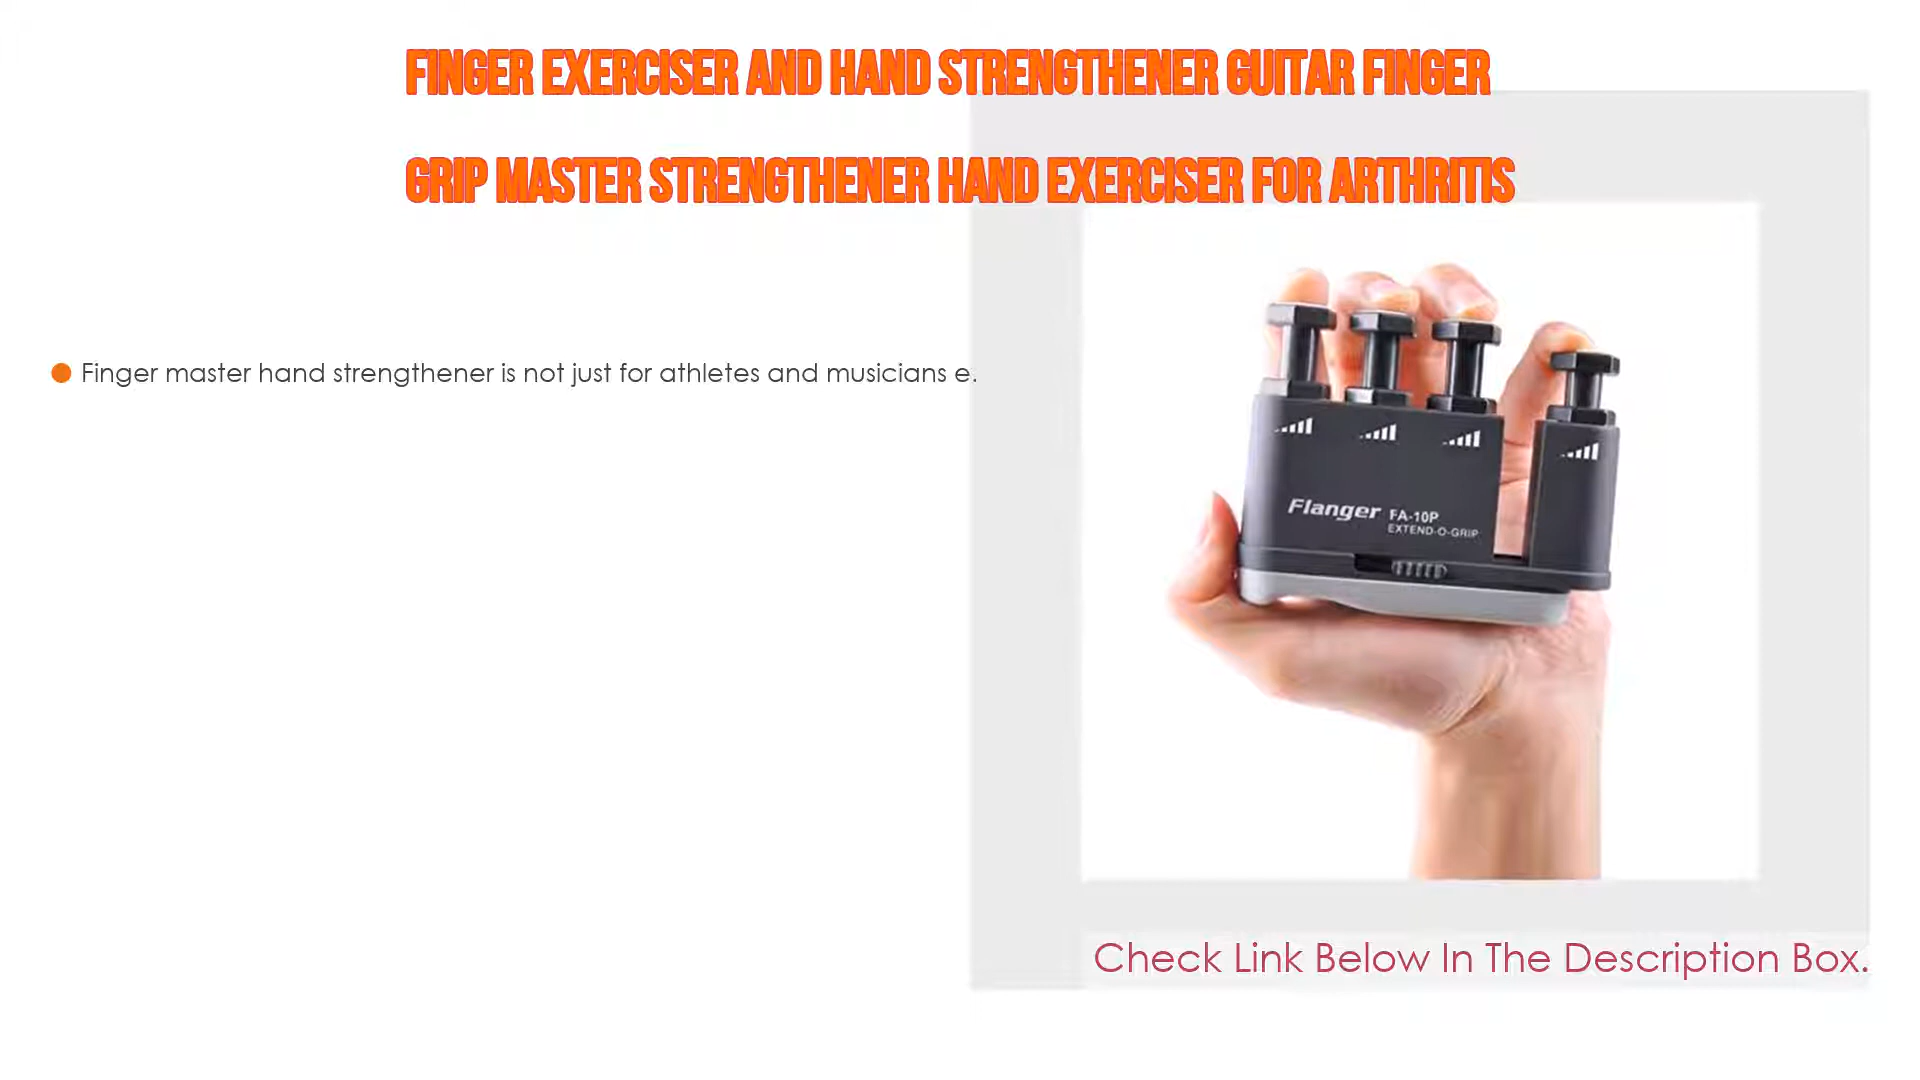 FINGER EXERCISER AND HAND STRENGTHENER GUITAR FINGER
GRIP MASTER STRENGTHENER HAND EXERCISER FOR ARTHRITIS
Finger master hand strengthener is not just for athletes and musicians e.
Flanger FA-10P
EXTEND-O-GRIP
Check Link Below In The Description Box.